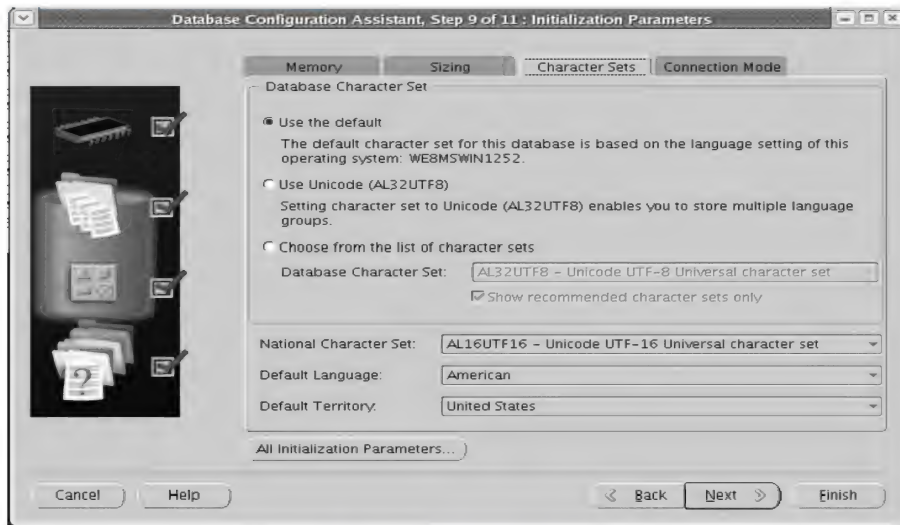 Database Configuration Assistant, Step 9 of 11 : Initialization Parameters
Memory Sizing Character Sets Connection Mode
Database Character Set
Use the default
The default character set for this database is based on the language setting of this
operating system: WE8MSWIN1252.
Use Unicode (AL32UTF8)
Setting character set to Unicode (AL32UTF8) enables you to store multiple language
groups.
Choose from the list of character sets
Database Character Set: AL32UTF8 - Unicode UTF-8 Universal character set
Show recommended character sets only
National Character Set: AL16UTF16 - Unicode UTF-16 Universal character set
Default Language: American
Default Territory: United States
?
All Initialization Parameters...
Cancel Help Back Next Finish